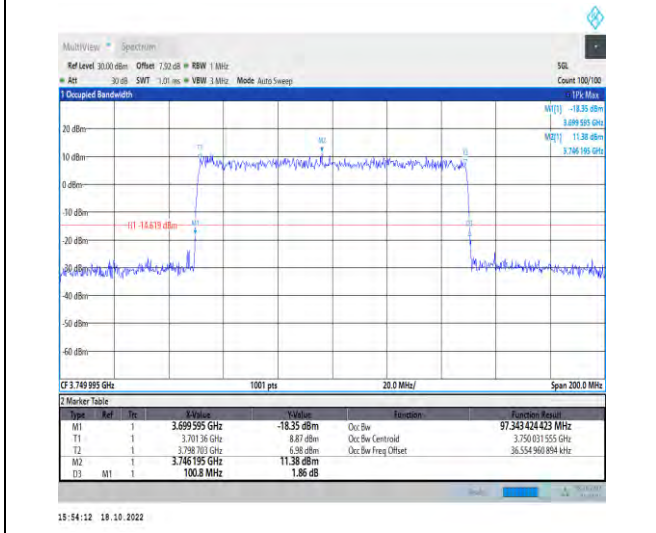 MultiView Spectrum
Ref Level 30.00 dBm Offset 7.92 dB RBW 1 MHz SGL
Att 30 dB SWT 1.01 ms VBW 3 MHz Mode Auto Sweep Count 100/100
1 Occupied Bandwidth 1Pk Max
M1[1] -18.35 dBm
3.699 595 GHz
M2[1] 11.38 dBm
3.746 195 GHz
20 dBm
M2
T1
10 dBm
0 dBm
-10 dBm
H1 -14.619 dBm
M1
D3
-20 dBm
-30 dBm
-40 dBm
-50 dBm
-60 dBm
CF 3.749 995 GHz 1001 pts 20.0 MHz/ Span 200.0 MHz
2 Marker Table
Type Ref Trc X-Value Y-Value Function Function Result
M1 1 3.699 595 GHz -18.35 dBm Occ Bw 97.343 424 423 MHz
T1 1 3.701 36 GHz 8.87 dBm Occ Bw Centroid 3.750 031 555 GHz
T2 1 3.798 703 GHz 6.98 dBm Occ Bw Freq Offset 36.554 960 894 kHz
M2 1 3.746 195 GHz 11.38 dBm
D3 M1 1 100.8 MHz 1.86 dB
15:54:12 18.10.2022